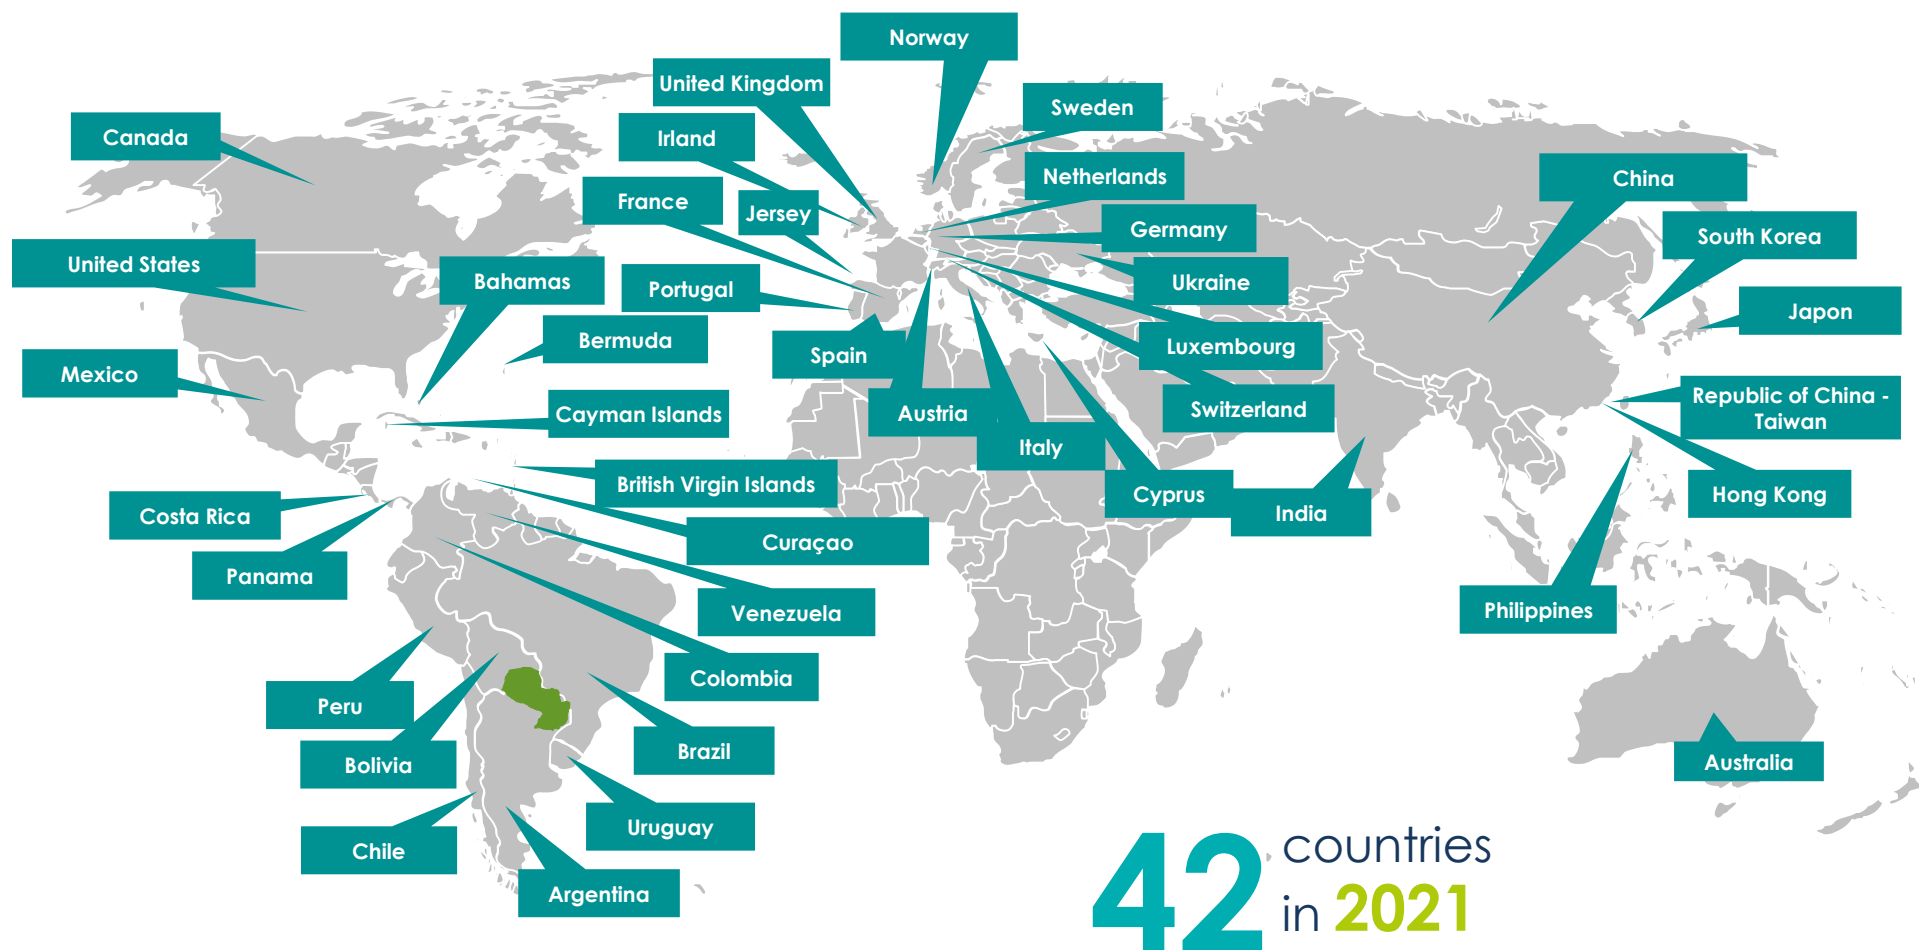 Norway
United Kingdom
Sweden
Canada
Irland
Netherlands
China
France
Jersey
Germany
South Korea
United States
Bahamas
Portugal
Ukraine
Japon
Bermuda
Spain
Luxembourg
Mexico
Cayman Islands
Austria
Switzerland
Republic of China -
Taiwan
Italy
British Virgin Islands
Cyprus
India
Hong Kong
Costa Rica
Curaçao
Panama
Venezuela
Philippines
Colombia
Peru
Bolivia
Brazil
Australia
Uruguay
Chile
Argentina
42
countries
in 2021